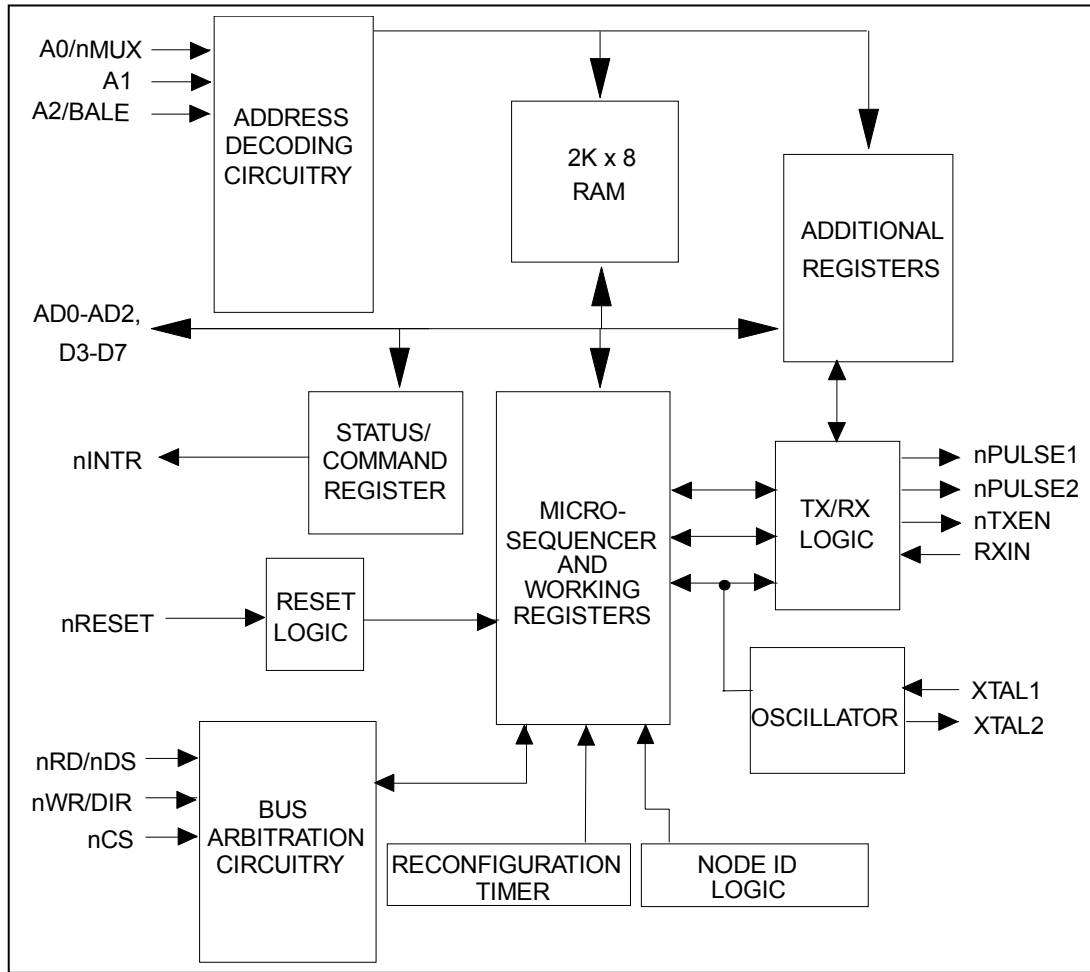 A0/nMUX
A1
A2/BALE
ADDRESS
DECODING
CIRCUITRY
2K x 8
RAM
ADDITIONAL
REGISTERS
AD0-AD2,
D3-D7
nINTR
STATUS/
COMMAND
REGISTER
MICRO-
SEQUENCER
AND
WORKING
REGISTERS
TX/RX
LOGIC
nPULSE1
nPULSE2
nTXEN
RXIN
nRESET
RESET
LOGIC
OSCILLATOR
XTAL1
XTAL2
nRD/nDS
nWR/DIR
nCS
BUS
ARBITRATION
CIRCUITRY
RECONFIGURATION
TIMER
NODE ID
LOGIC